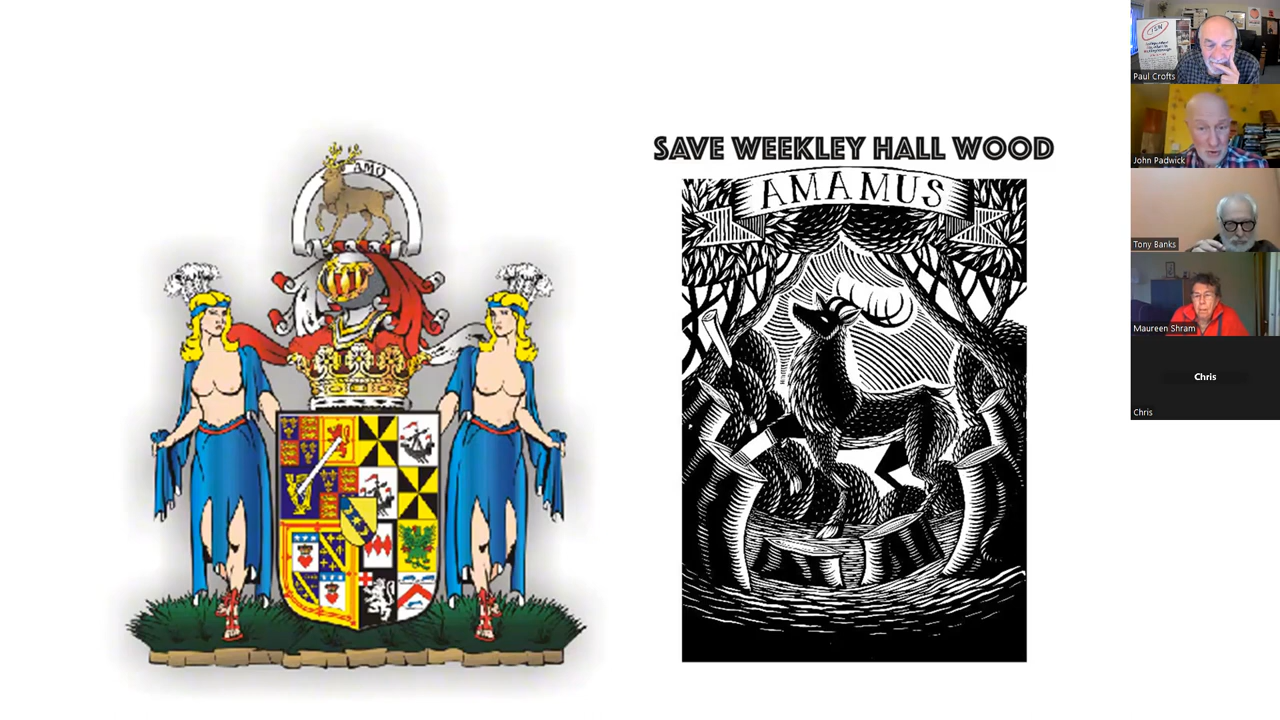 AMO
SAVE WEEKLEY HALL WOOD
AMAMUS
Paul Crofts
John Padwick
Tony Banks
Maureen Shram
Chris
Chris